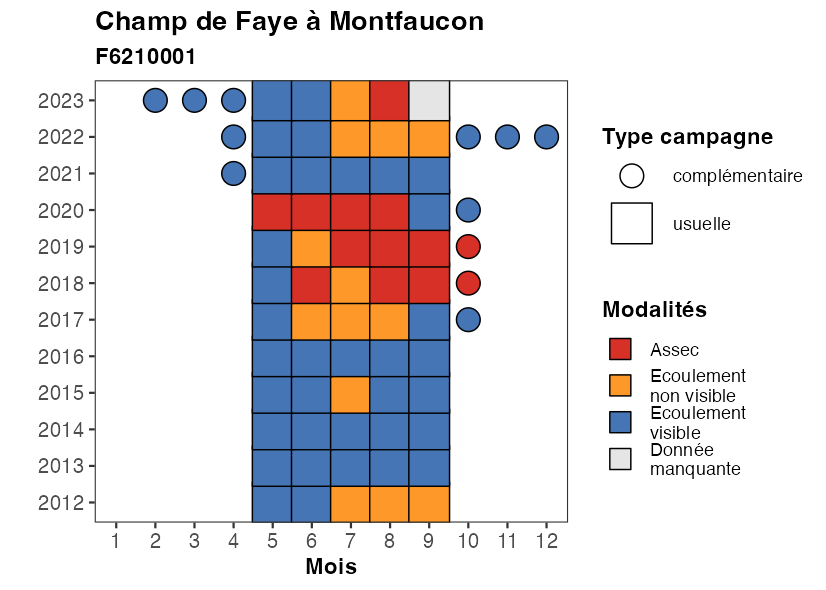 Champ de Faye à Montfaucon
F6210001
2023
2022
2021
2020
2019
2018
2017
2016
2015
2014
2013
2012
1 2 3 4 5 6 7 8 9 10 11 12
Mois
Type campagne
complémentaire
usuelle
Modalités
Assec
Ecoulement
non visible
Ecoulement
visible
Donnée
manquante